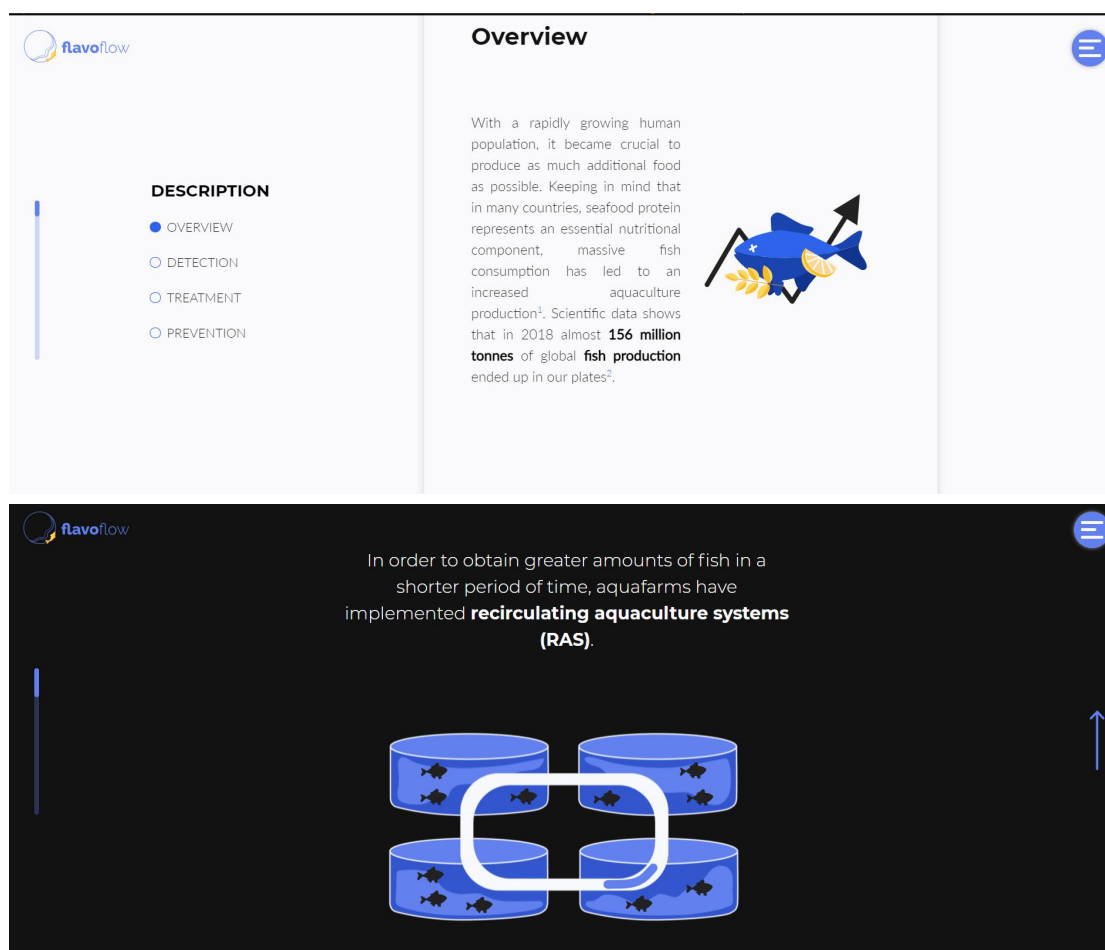 flavoflow
Overview
With a rapidly growing human
population, it became crucial to
produce as much additional food
as possible. Keeping in mind that
in many countries, seafood protein
represents an essential nutritional
component, massive fish
consumption has led to an
increased aquaculture
production1. Scientific data shows
that in 2018 almost 156 million
tonnes of global fish production
ended up in our plates2.
DESCRIPTION
OVERVIEW
DETECTION
TREATMENT
PREVENTION
flavoflow
In order to obtain greater amounts of fish in a
shorter period of time, aquafarms have
implemented recirculating aquaculture systems
(RAS).